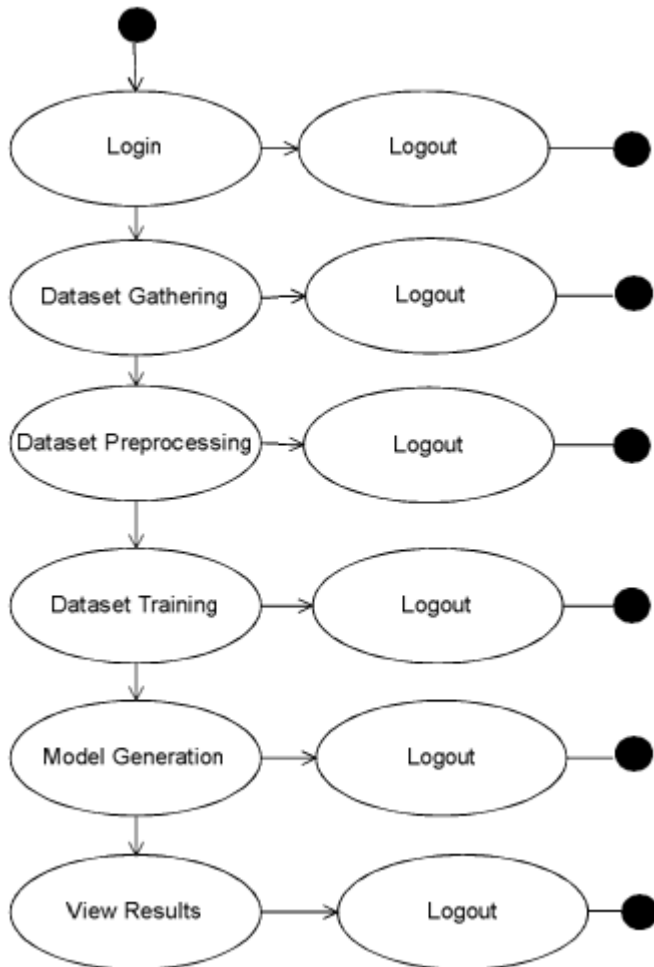 Login
Logout
Dataset Gathering
Logout
Dataset Preprocessing
Logout
Dataset Training
Logout
Model Generation
Logout
View Results
Logout